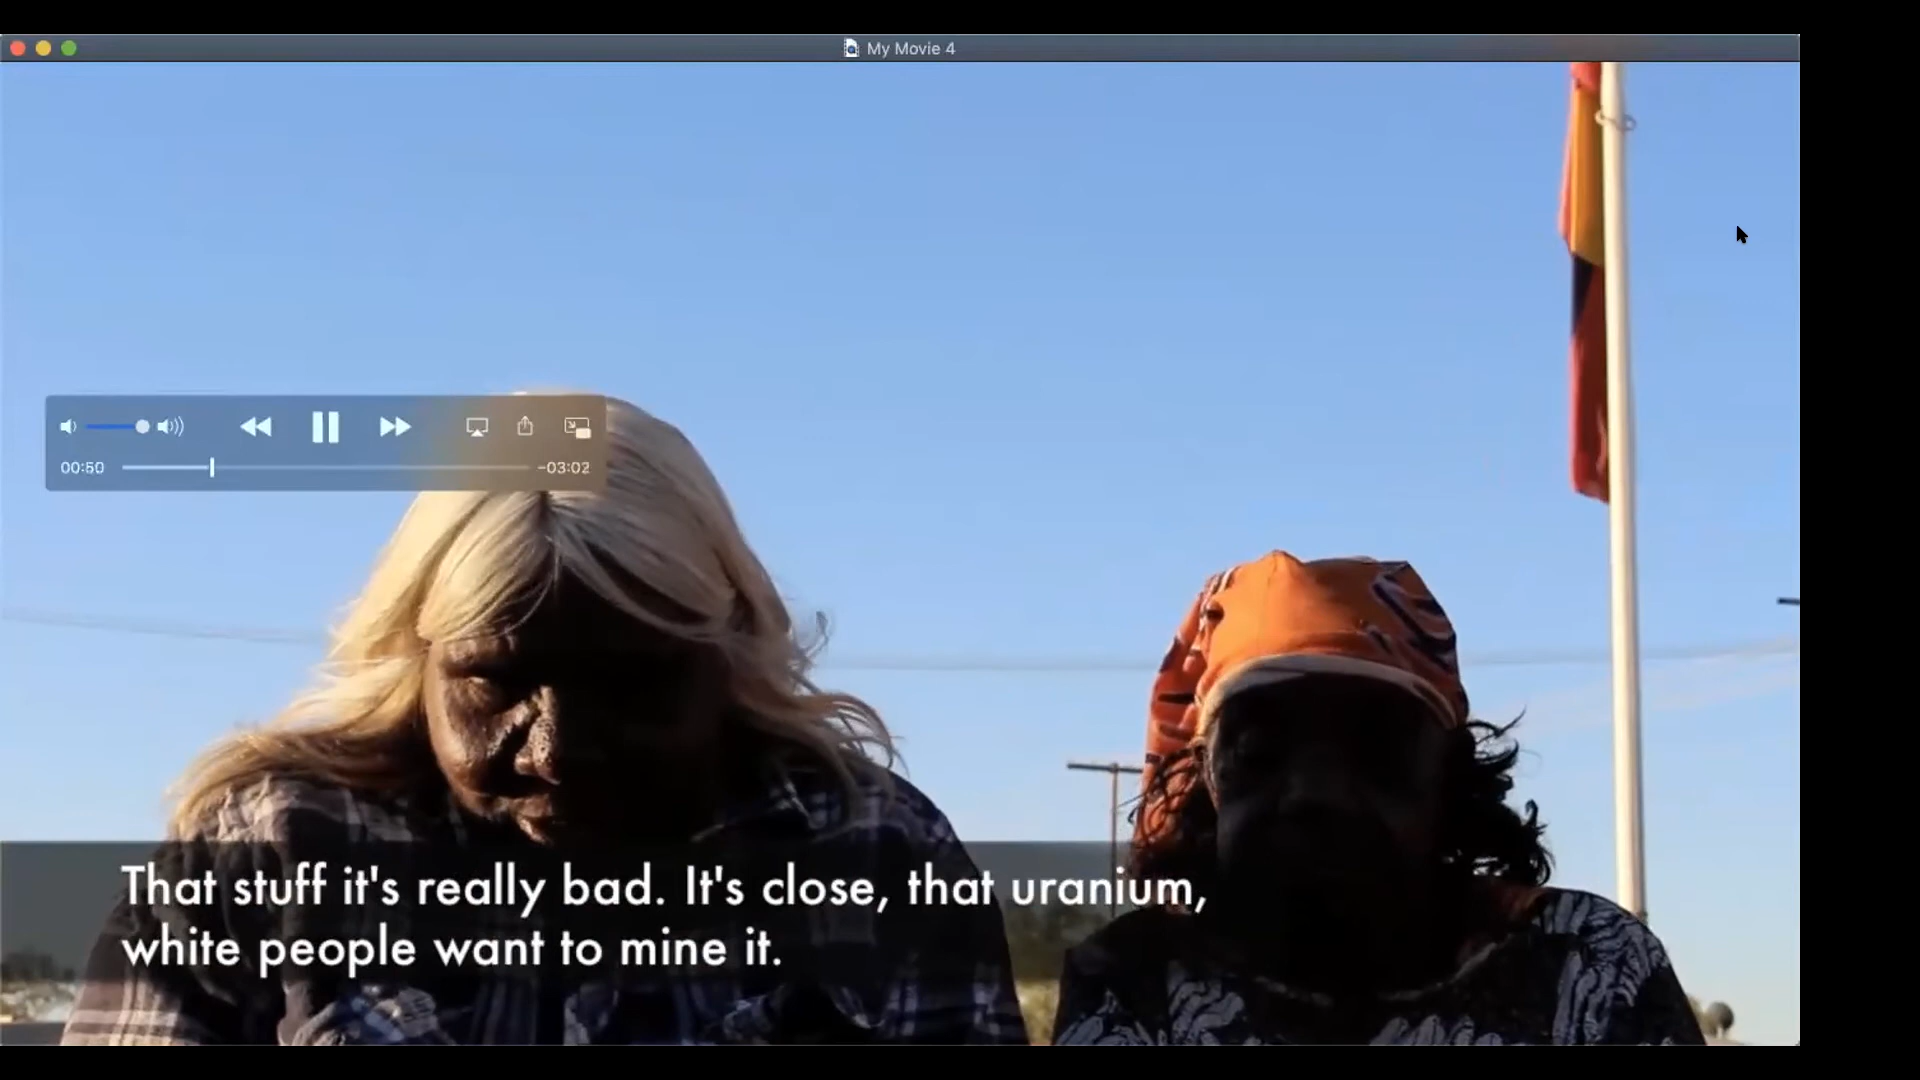 My Movie 4
00:50
-03:02
That stuff it's really bad. It's close, that uranium,
white people want to mine it.